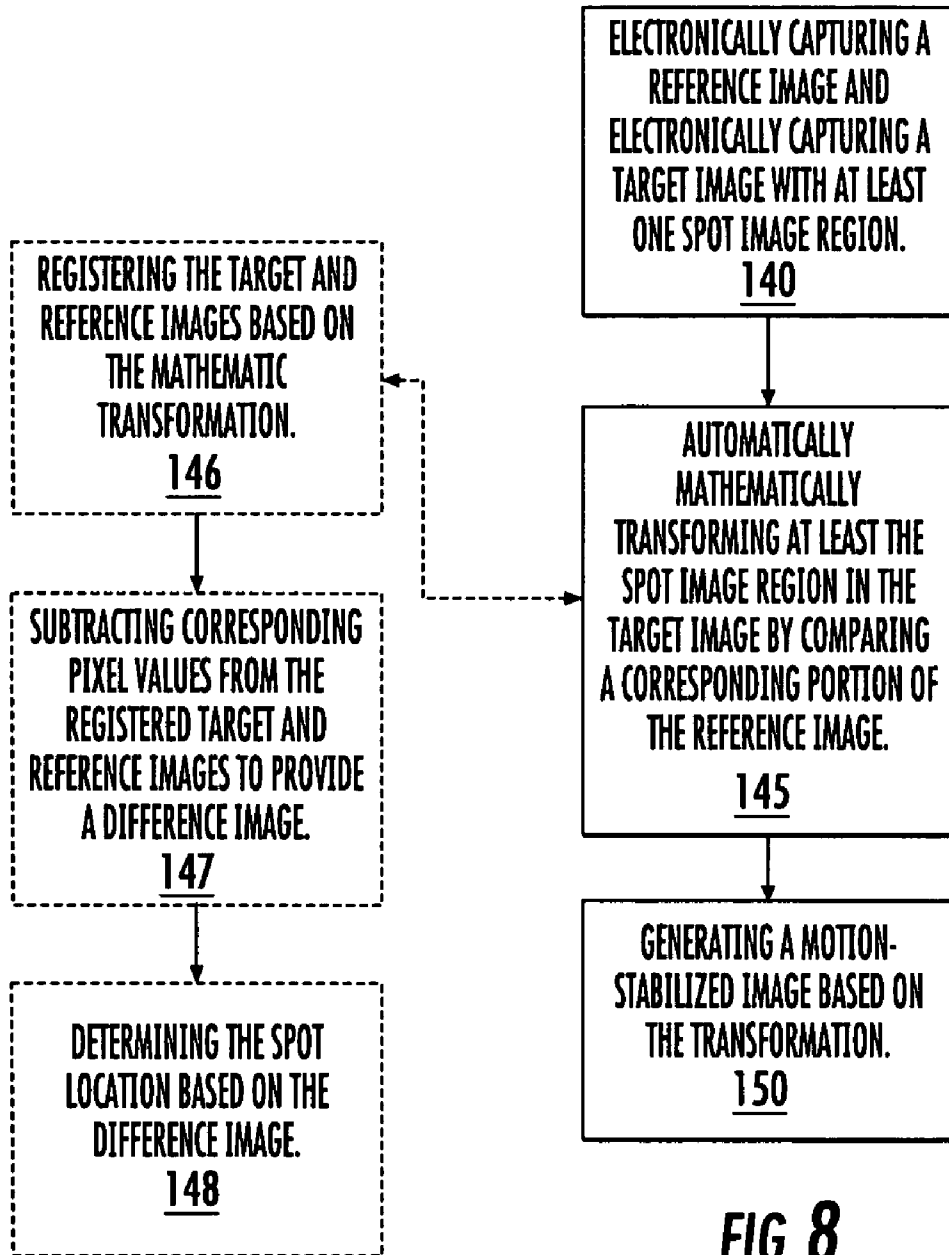 ELECTRONICALLY CAPTURING A
REFERENCE IMAGE AND
ELECTRONICALLY CAPTURING A
TARGET IMAGE WITH AT LEAST
ONE SPOT IMAGE REGION.
140
AUTOMATICALLY
MATHEMATICALLY
TRANSFORMING AT LEAST THE
SPOT IMAGE REGION IN THE
TARGET IMAGE BY COMPARING
A CORRESPONDING PORTION OF
THE REFERENCE IMAGE.
145
GENERATING A MOTION-
STABILIZED IMAGE BASED ON
THE TRANSFORMATION.
150
REGISTERING THE TARGET AND
REFERENCE IMAGES BASED ON
THE MATHEMATIC
TRANSFORMATION.
146
SUBTRACTING CORRESPONDING
PIXEL VALUES FROM THE
REGISTERED TARGET AND
REFERENCE IMAGES TO PROVIDE
A DIFFERENCE IMAGE.
147
DETERMINING THE SPOT
LOCATION BASED ON THE
DIFFERENCE IMAGE.
148
FIG 8